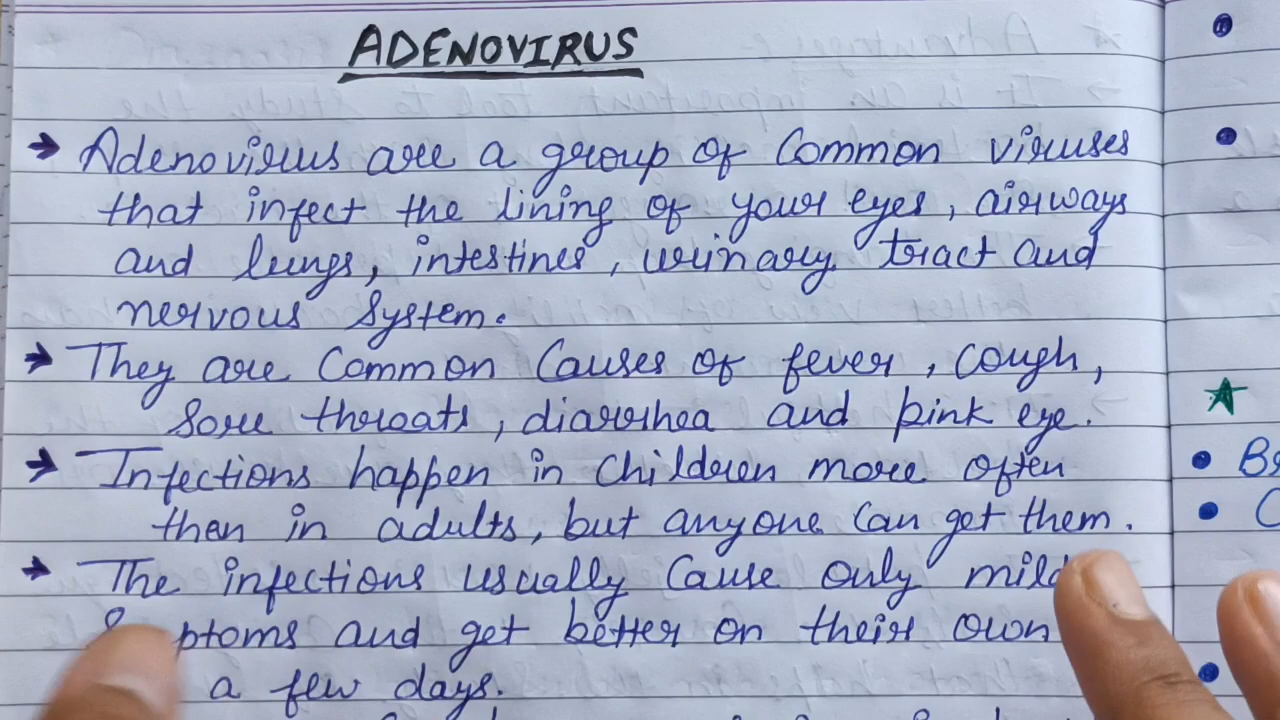 ADENOVIRUS
→ Adenovirus are a group of common viruses
that infect the lining of your eyes, airways
and lungs, intestines, urinary tract and
nervous system.
→ They are common causes of fever, cough,
sore throats, diarrhea and pink eye.
→ Infections happen in children more often
then in adults, but anyone can get them.
→ The infections usually cause only mild
ptoms and get better on their own
a few days.